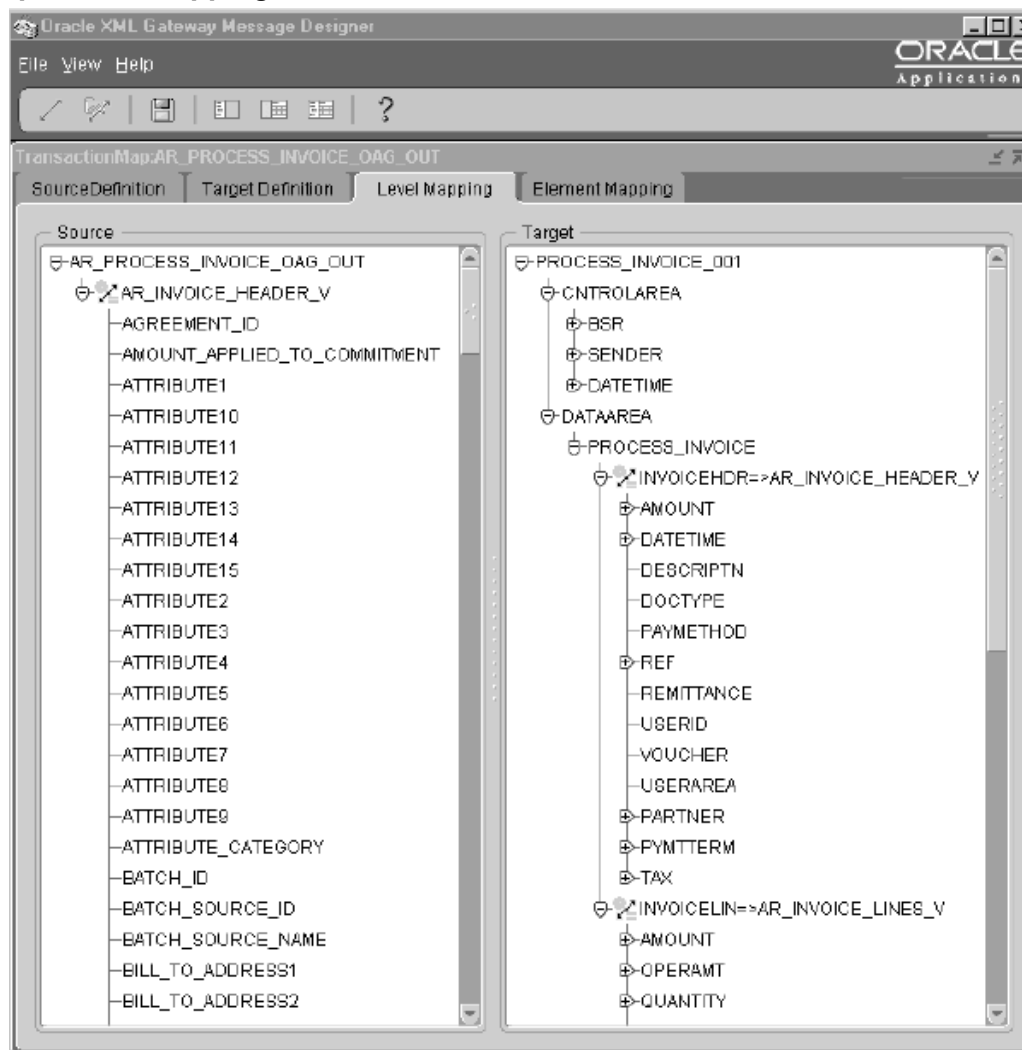 Oracle XML Gateway Message Designer
File View Help
ORACLE
Application
?
TransactionMap:AR_PROCESS_INVOICE_OAG_OUT
SourceDefinition Target Definition Level Mapping Element Mapping
Source
AR_PROCESS_INVOICE_OAG_OUT
AR_INVOICE_HEADER_V
AGREEMENT_ID
AMOUNT_APPLIED_TO_COMMITMENT
ATTRIBUTE1
ATTRIBUTE10
ATTRIBUTE11
ATTRIBUTE12
ATTRIBUTE13
ATTRIBUTE14
ATTRIBUTE15
ATTRIBUTE2
ATTRIBUTE3
ATTRIBUTE4
ATTRIBUTE5
ATTRIBUTE6
ATTRIBUTE7
ATTRIBUTE8
ATTRIBUTE9
ATTRIBUTE_CATEGORY
BATCH_ID
BATCH_SOURCE_ID
BATCH_SOURCE_NAME
BILL_TO_ADDRESS1
BILL_TO_ADDRESS2
Target
PROCESS_INVOICE_001
CNTROLAREA
BSR
SENDER
DATETIME
DATAAREA
PROCESS_INVOICE
INVOICEHDR=>AR_INVOICE_HEADER_V
AMOUNT
DATETIME
DESCRIPTN
DOCTYPE
PAYMETHOD
REF
REMITTANCE
USERID
VOUCHER
USERAREA
PARTNER
PYMTTERM
TAX
INVOICELIN=>AR_INVOICE_LINES_V
AMOUNT
OPERAMT
QUANTITY